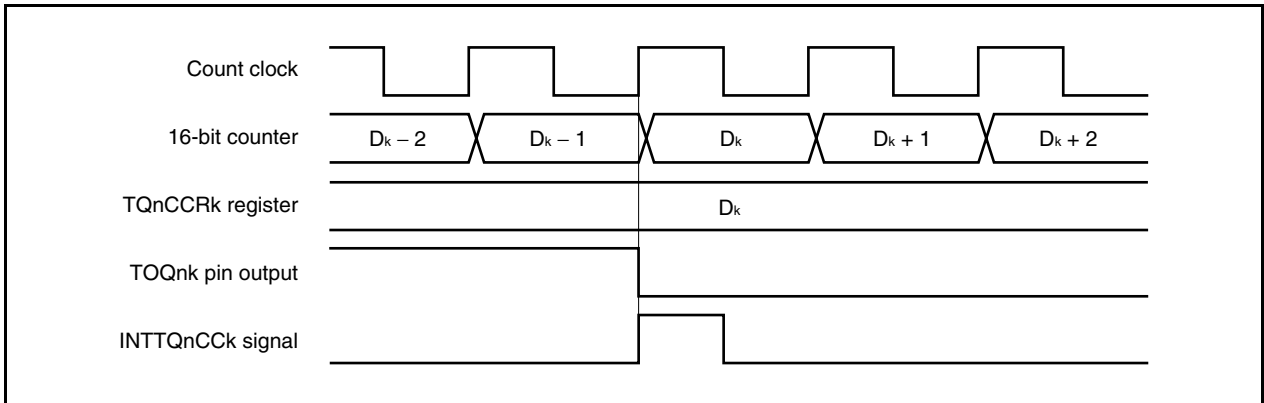 Count clock
16-bit counter Dk − 2 Dk − 1 Dk Dk + 1 Dk + 2
TQnCCRk register Dk
TOQnk pin output
INTTQnCCk signal